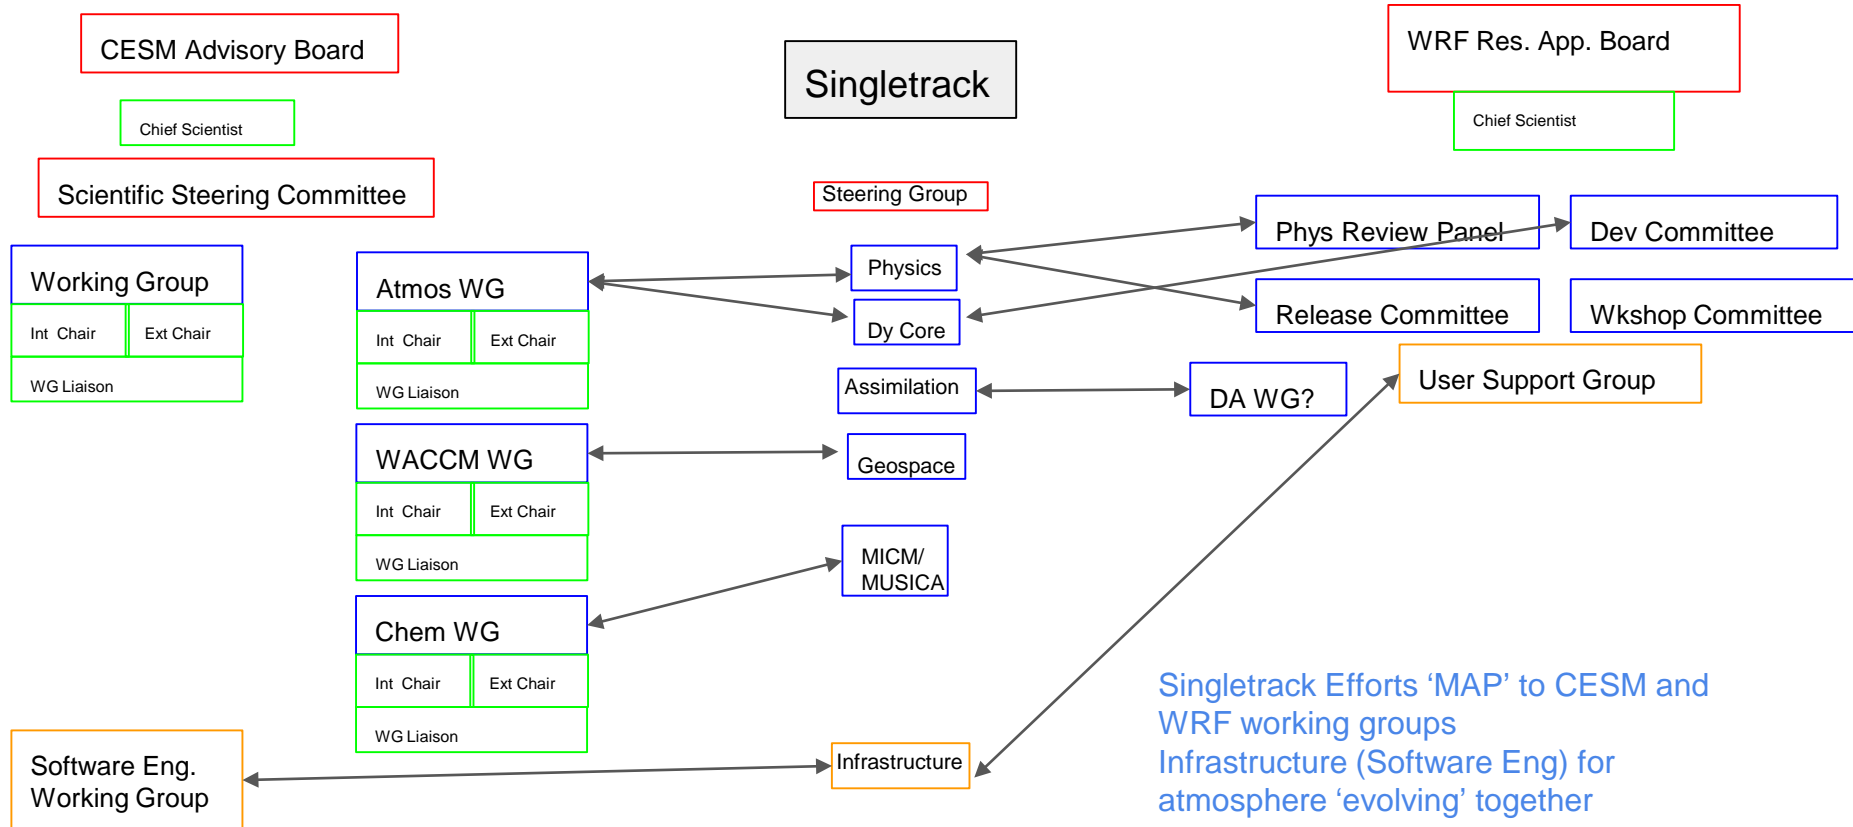 CESM Advisory Board
Chief Scientist
Scientific Steering Committee
Working Group
Int Chair
Ext Chair
WG Liaison
Software Eng.
Working Group
Atmos WG
Int Chair
Ext Chair
WG Liaison
WACCM WG
Int Chair
Ext Chair
WG Liaison
Chem WG
Int Chair
Ext Chair
WG Liaison
Singletrack
Steering Group
Physics
Dy Core
Assimilation
Geospace
MICM/
MUSICA
Infrastructure
WRF Res. App. Board
Chief Scientist
Phys Review Panel
Dev Committee
Release Committee
Wkshop Committee
User Support Group
DA WG?
Singletrack Efforts ‘MAP’ to CESM and
WRF working groups
Infrastructure (Software Eng) for
atmosphere ‘evolving’ together